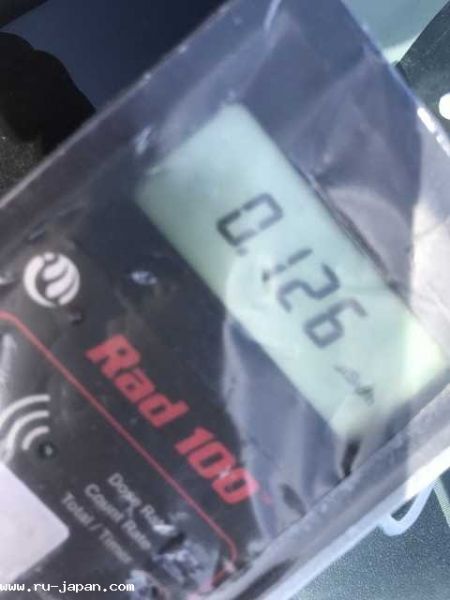 0.126
Rad 100
Dose Rate
Count Rate
Total / Timer
www.ru-japan.com